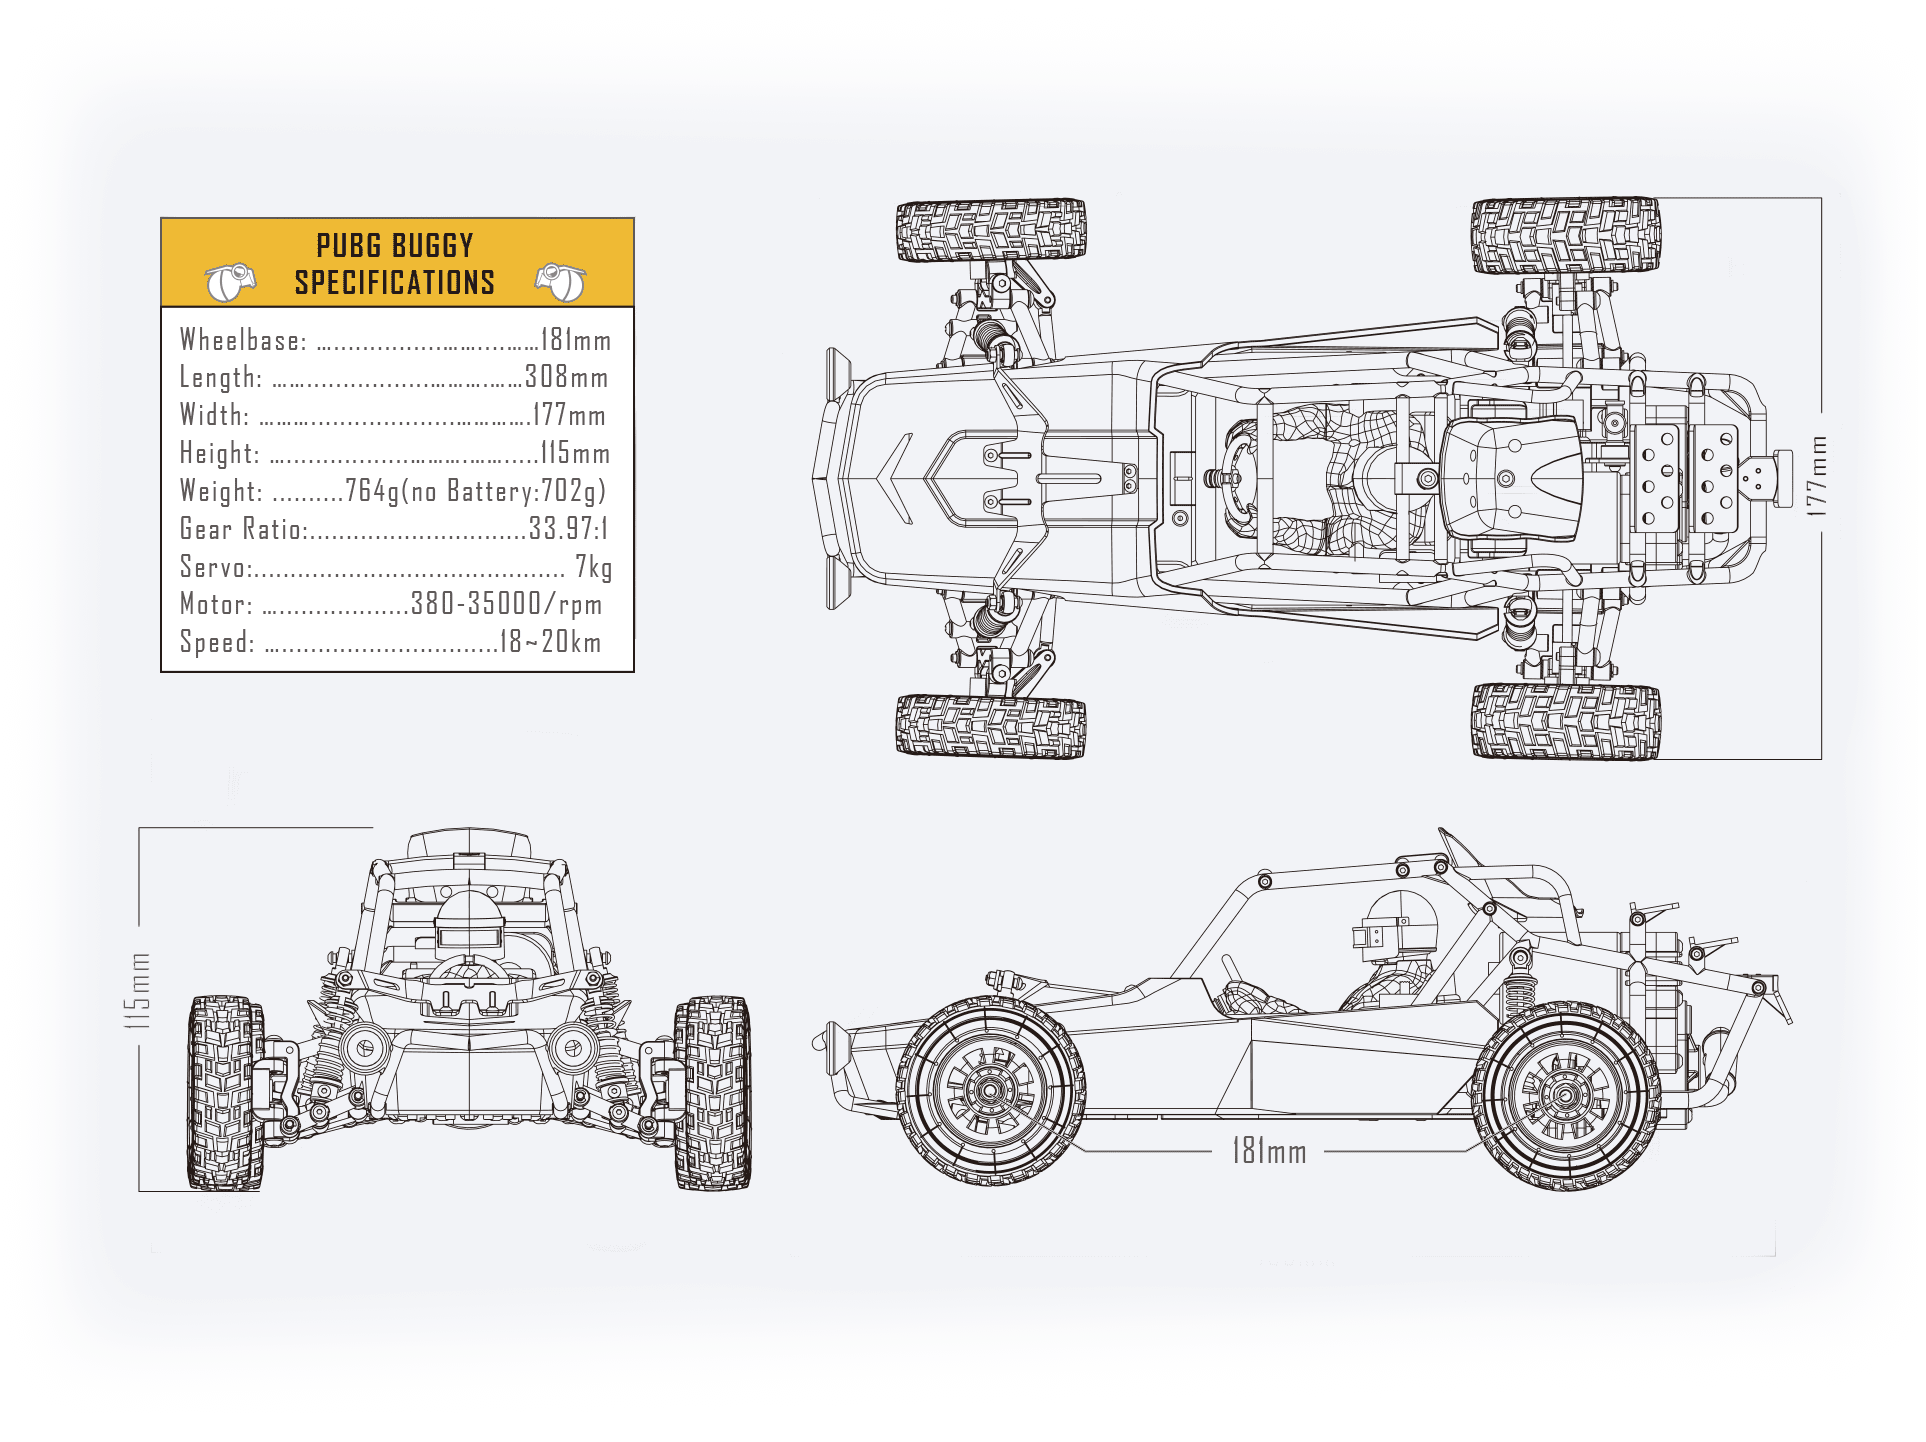 PUBG BUGGY
SPECIFICATIONS
Wheelbase: ..............................181mm
Length: ..............................308mm
Width: ..............................177mm
Height: ..............................115mm
Weight: ..........764g(no Battery:702g)
Gear Ratio:..............................33.97:1
Servo:.......................................... 7kg
Motor: ....................380-35000/rpm
Speed: ..............................18~20km
177mm
115mm
181mm